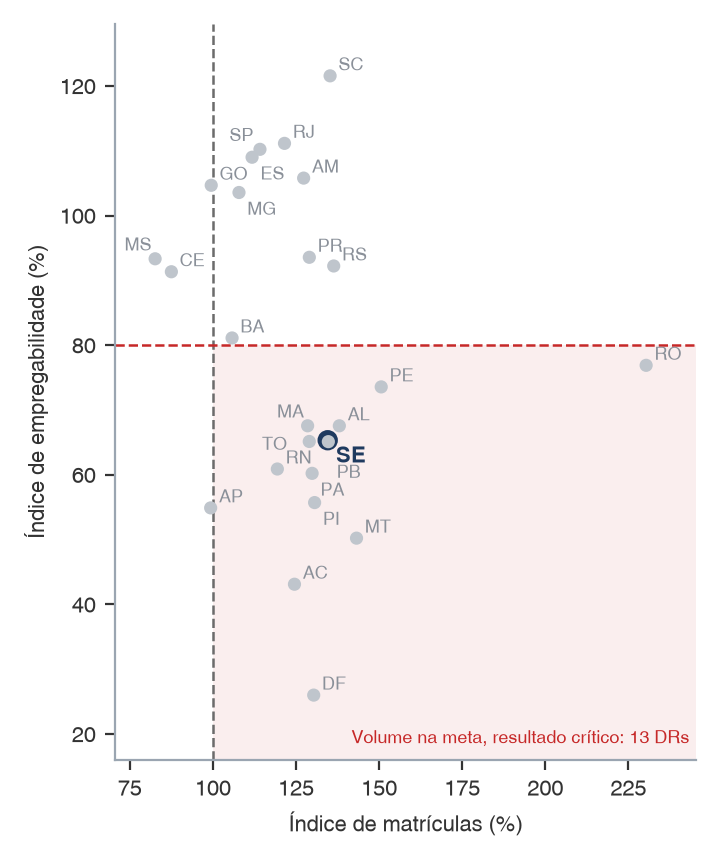 SC
120
SP
RJ
GO
ES
AM
MG
100
MS
CE
PR
RS
BA
80
RO
PE
MA
AL
TO
SE
RN
PB
60
PA
AP
PI
MT
AC
40
DF
20
Volume na meta, resultado crítico: 13 DRs
75
100
125
150
175
200
225
Índice de matrículas (%)
Índice de empregabilidade (%)